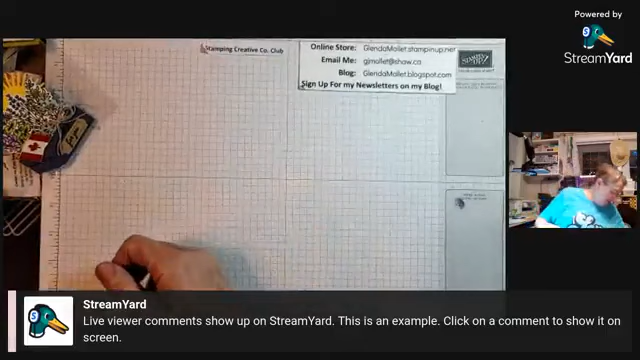 Powered by
StreamYard
Stamping Creative Co. Club
Online Store: GlendaMollet.stampinup.net
Email Me: gjmollet@shaw.ca
Blog: GlendaMollet.blogspot.com
Sign Up For my Newsletters on my Blog!
STAMPIN' UP!
StreamYard
Live viewer comments show up on StreamYard. This is an example. Click on a comment to show it on
screen.